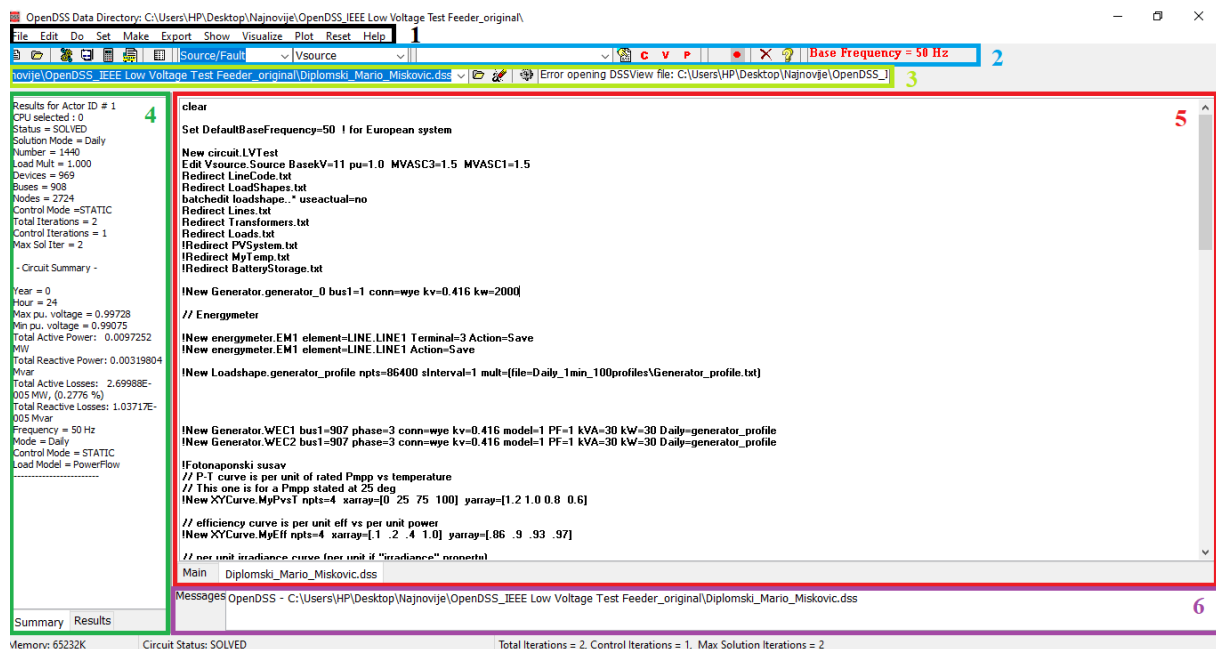 OpenDSS Data Directory: C:\Users\HP\Desktop\Najnovije\OpenDSS_IEEE Low Voltage Test Feeder_original\
File Edit Do Set Make Export Show Visualize Plot Reset Help
1
Source/Fault Vsource C V P Base Frequency = 50 Hz
2
novije\OpenDSS_IEEE Low Voltage Test Feeder_original\Diplomski_Mario_Miskovic.dss Error opening DSSView file: C:\Users\HP\Desktop\Najnovije\OpenDSS_I
3
Results for Actor ID # 1
CPU selected : 0
Status = SOLVED
Solution Mode = Daily
Number = 1440
Load Mult = 1.000
Devices = 969
Buses = 908
Nodes = 2724
Control Mode =STATIC
Total Iterations = 2
Control Iterations = 1
Max Sol Iter = 2
- Circuit Summary -
Year = 0
Hour = 24
Max pu. voltage = 0.99728
Min pu. voltage = 0.99075
Total Active Power: 0.0097252
MW
Total Reactive Power: 0.00319804
Mvar
Total Active Losses: 2.69988E-
005 MW, (0.2776 %)
Total Reactive Losses: 1.03717E-
005 Mvar
Frequency = 50 Hz
Mode = Daily
Control Mode = STATIC
Load Model = PowerFlow
------------------------
4
Summary Results
clear
Set DefaultBaseFrequency=50 ! for European system
New circuit.LVTest
Edit Vsource.Source BasekV=11 pu=1.0 MVASC3=1.5 MVASC1=1.5
Redirect LineCode.txt
Redirect LoadShapes.txt
batchedit loadshape..* useactual=no
Redirect Lines.txt
Redirect Transformers.txt
Redirect Loads.txt
!Redirect PVSystem.txt
!Redirect MyTemp.txt
!Redirect BatteryStorage.txt
!New Generator.generator_0 bus1=1 conn=wye kv=0.416 kw=2000
// Energymeter
!New energymeter.EM1 element=LINE.LINE1 Terminal=3 Action=Save
!New energymeter.EM1 element=LINE.LINE1 Action=Save
!New Loadshape.generator_profile npts=86400 sInterval=1 mult=(file=Daily_1min_100profiles\Generator_profile.txt)
!New Generator.WEC1 bus1=907 phase=3 conn=wye kv=0.416 model=1 PF=1 kVA=30 kW=30 Daily=generator_profile
!New Generator.WEC2 bus1=907 phase=3 conn=wye kv=0.416 model=1 PF=1 kVA=30 kW=30 Daily=generator_profile
!Fotonaponski susav
// P-T curve is per unit of rated Pmpp vs temperature
// This one is for a Pmpp stated at 25 deg
!New XYCurve.MyPvsT npts=4 xarray=[0 25 75 100] yarray=[1.2 1.0 0.8 0.6]
// efficiency curve is per unit eff vs per unit power
!New XYCurve.MyEff npts=4 xarray=[.1 .2 .4 1.0] yarray=[.86 .9 .93 .97]
// per unit irradiance curve (per unit if "irradiance" property)
5
Main Diplomski_Mario_Miskovic.dss
Messages OpenDSS - C:\Users\HP\Desktop\Najnovije\OpenDSS_IEEE Low Voltage Test Feeder_original\Diplomski_Mario_Miskovic.dss
6
Memory: 65232K Circuit Status: SOLVED Total Iterations = 2, Control Iterations = 1, Max Solution Iterations = 2